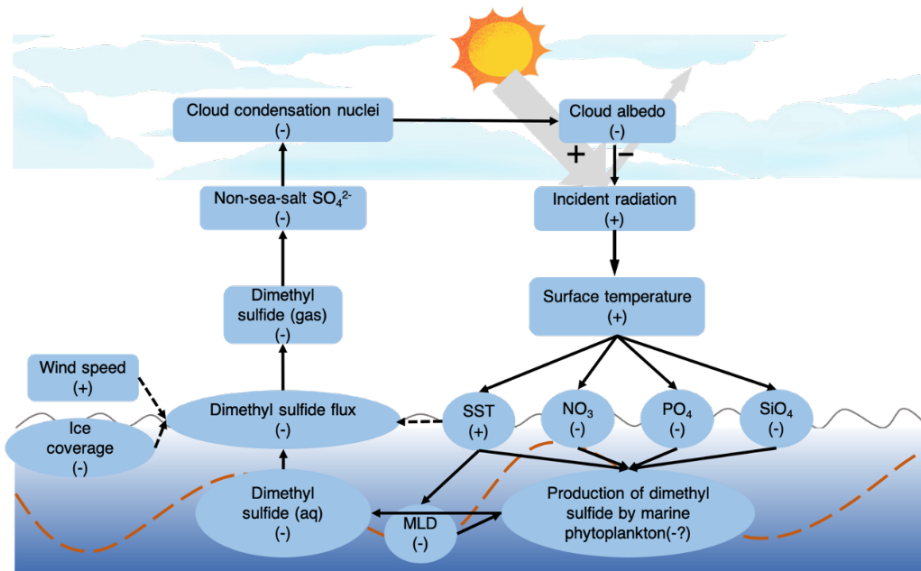 Cloud condensation nuclei
(-)
Cloud albedo
(-)
+
−
Non-sea-salt SO₄²⁻
(-)
Incident radiation
(+)
Dimethyl
sulfide (gas)
(-)
Surface temperature
(+)
Wind speed
(+)
Ice
coverage
(-)
Dimethyl sulfide flux
(-)
SST
(+)
NO₃
(-)
PO₄
(-)
SiO₄
(-)
Dimethyl
sulfide (aq)
(-)
MLD
(-)
Production of dimethyl
sulfide by marine
phytoplankton(-?)